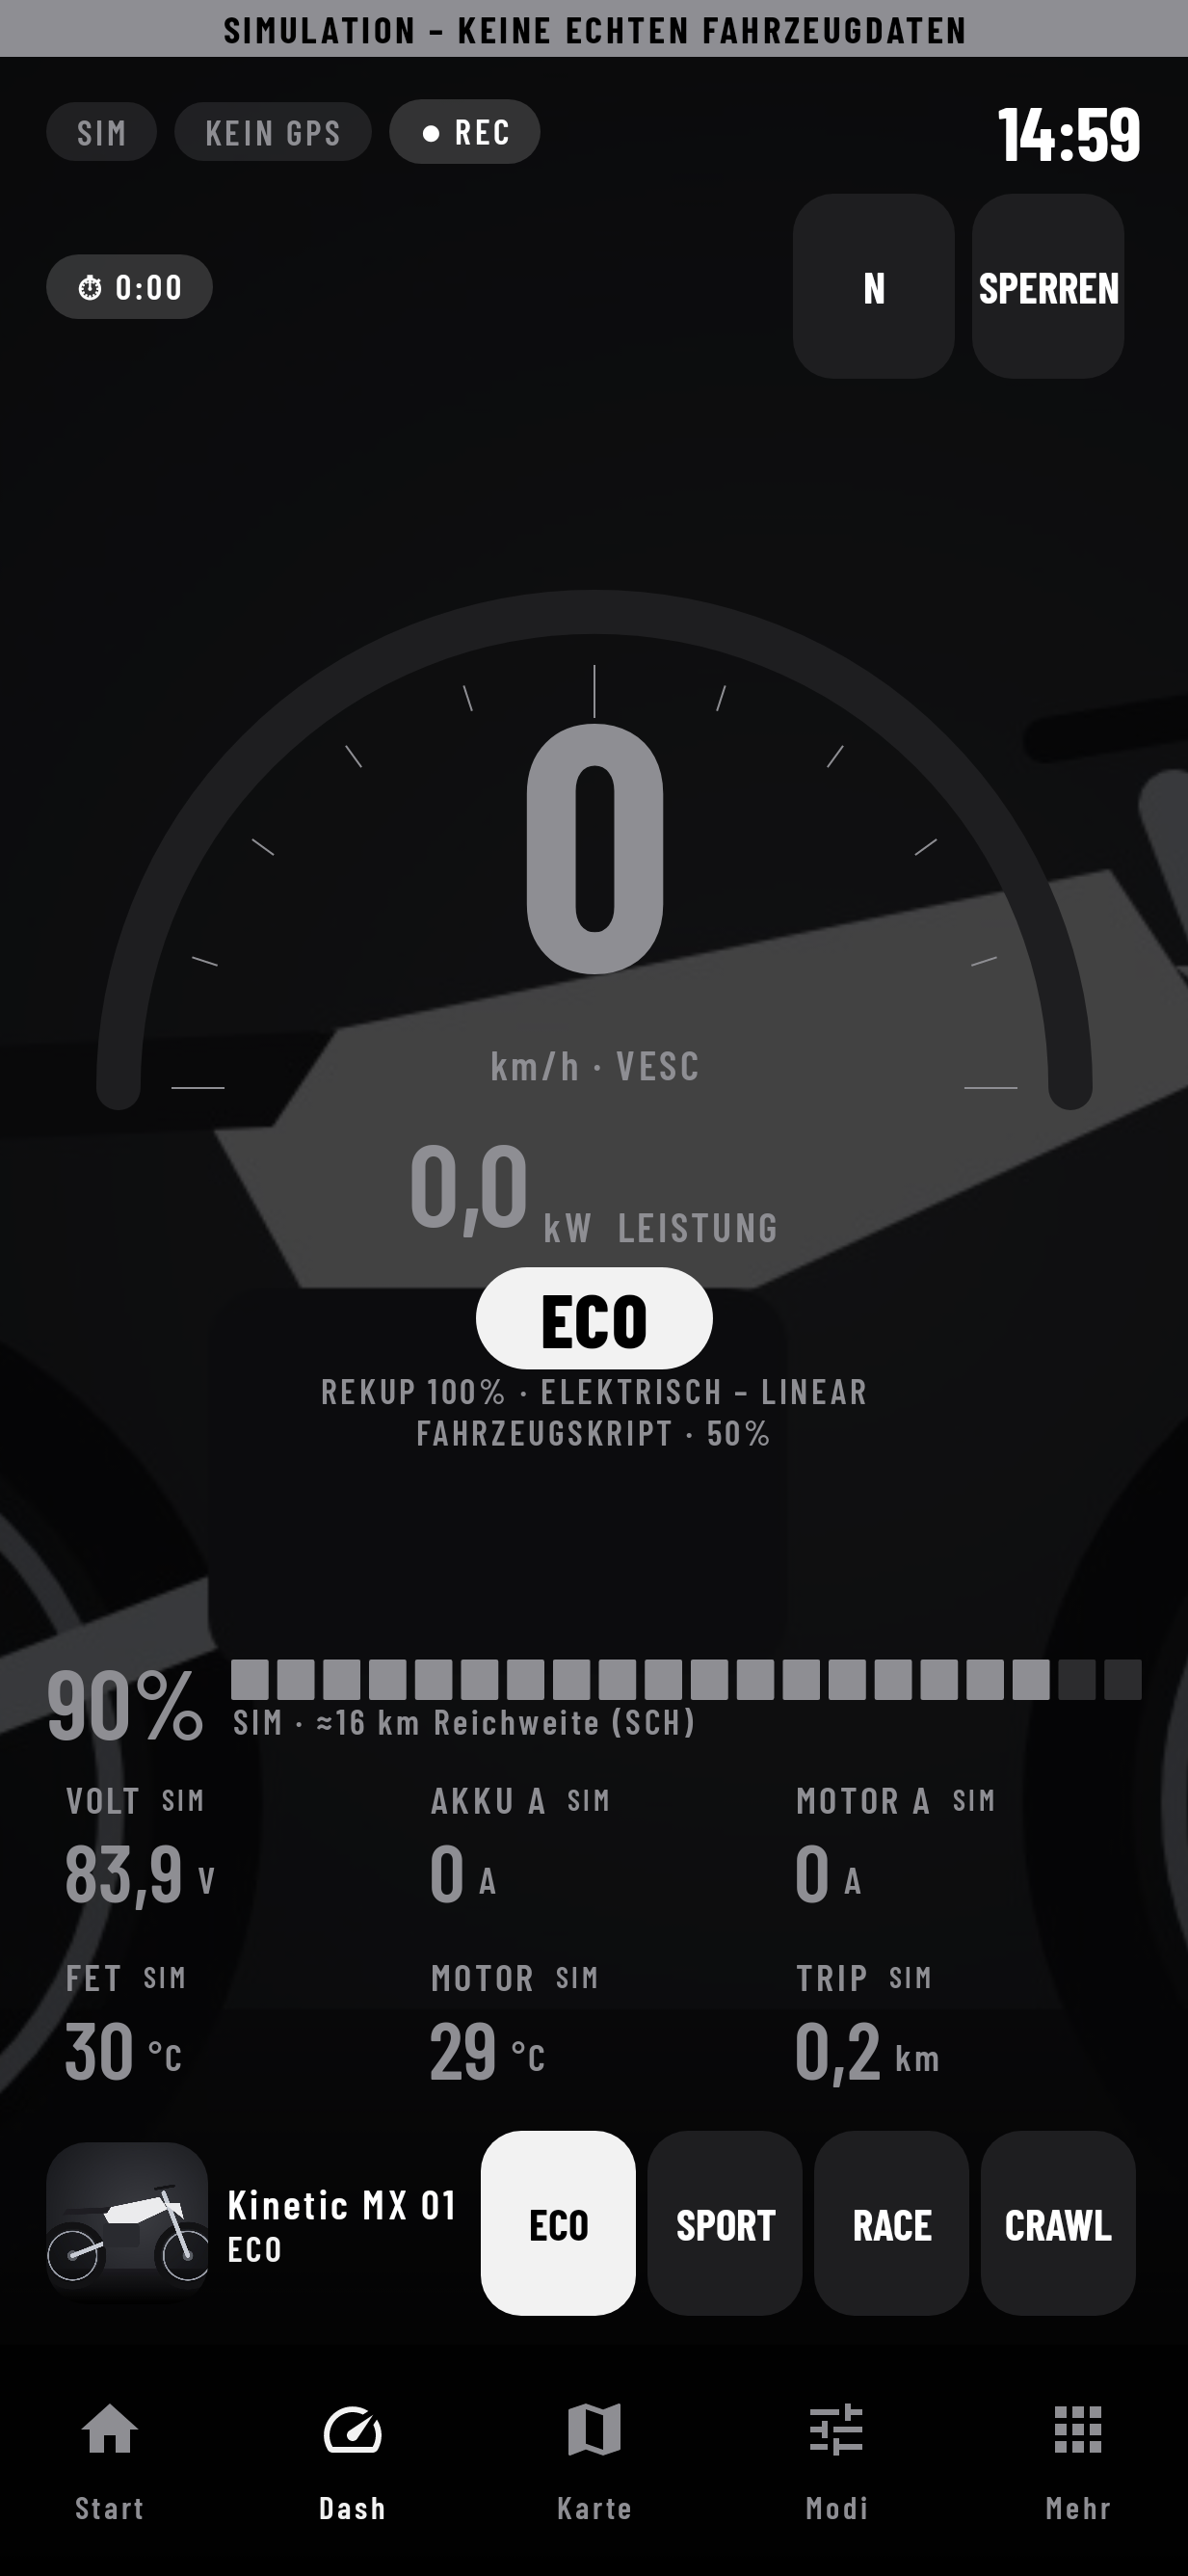 SIMULATION – KEINE ECHTEN FAHRZEUGDATEN
SIM KEIN GPS ● REC 14:59
⏱ 0:00 N SPERREN
0
km/h · VESC
0,0 kW LEISTUNG
ECO
REKUP 100% · ELEKTRISCH – LINEAR
FAHRZEUGSKRIPT · 50%
90%
SIM · ≈16 km Reichweite (SCH)
VOLT SIM AKKU A SIM MOTOR A SIM
83,9 V 0 A 0 A
FET SIM MOTOR SIM TRIP SIM
30 °C 29 °C 0,2 km
Kinetic MX 01
ECO
ECO SPORT RACE CRAWL
Start Dash Karte Modi Mehr